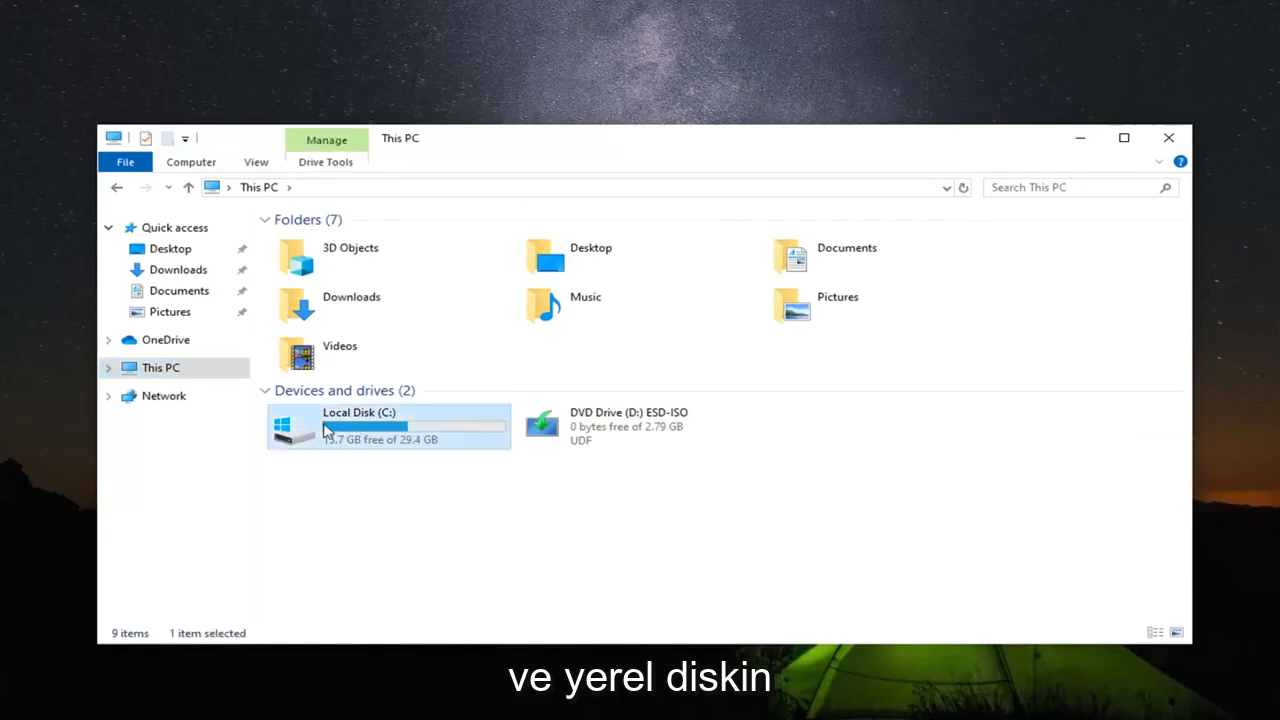 Manage
This PC
File
Computer
View
Drive Tools
This PC
Search This PC
Quick access
Desktop
Downloads
Documents
Pictures
OneDrive
This PC
Network
Folders (7)
3D Objects
Desktop
Documents
Downloads
Music
Pictures
Videos
Devices and drives (2)
Local Disk (C:)
GB free of 29.4 GB
DVD Drive (D:) ESD-ISO
0 bytes free of 2.79 GB
UDF
9 items
1 item selected
ve yerel diskin